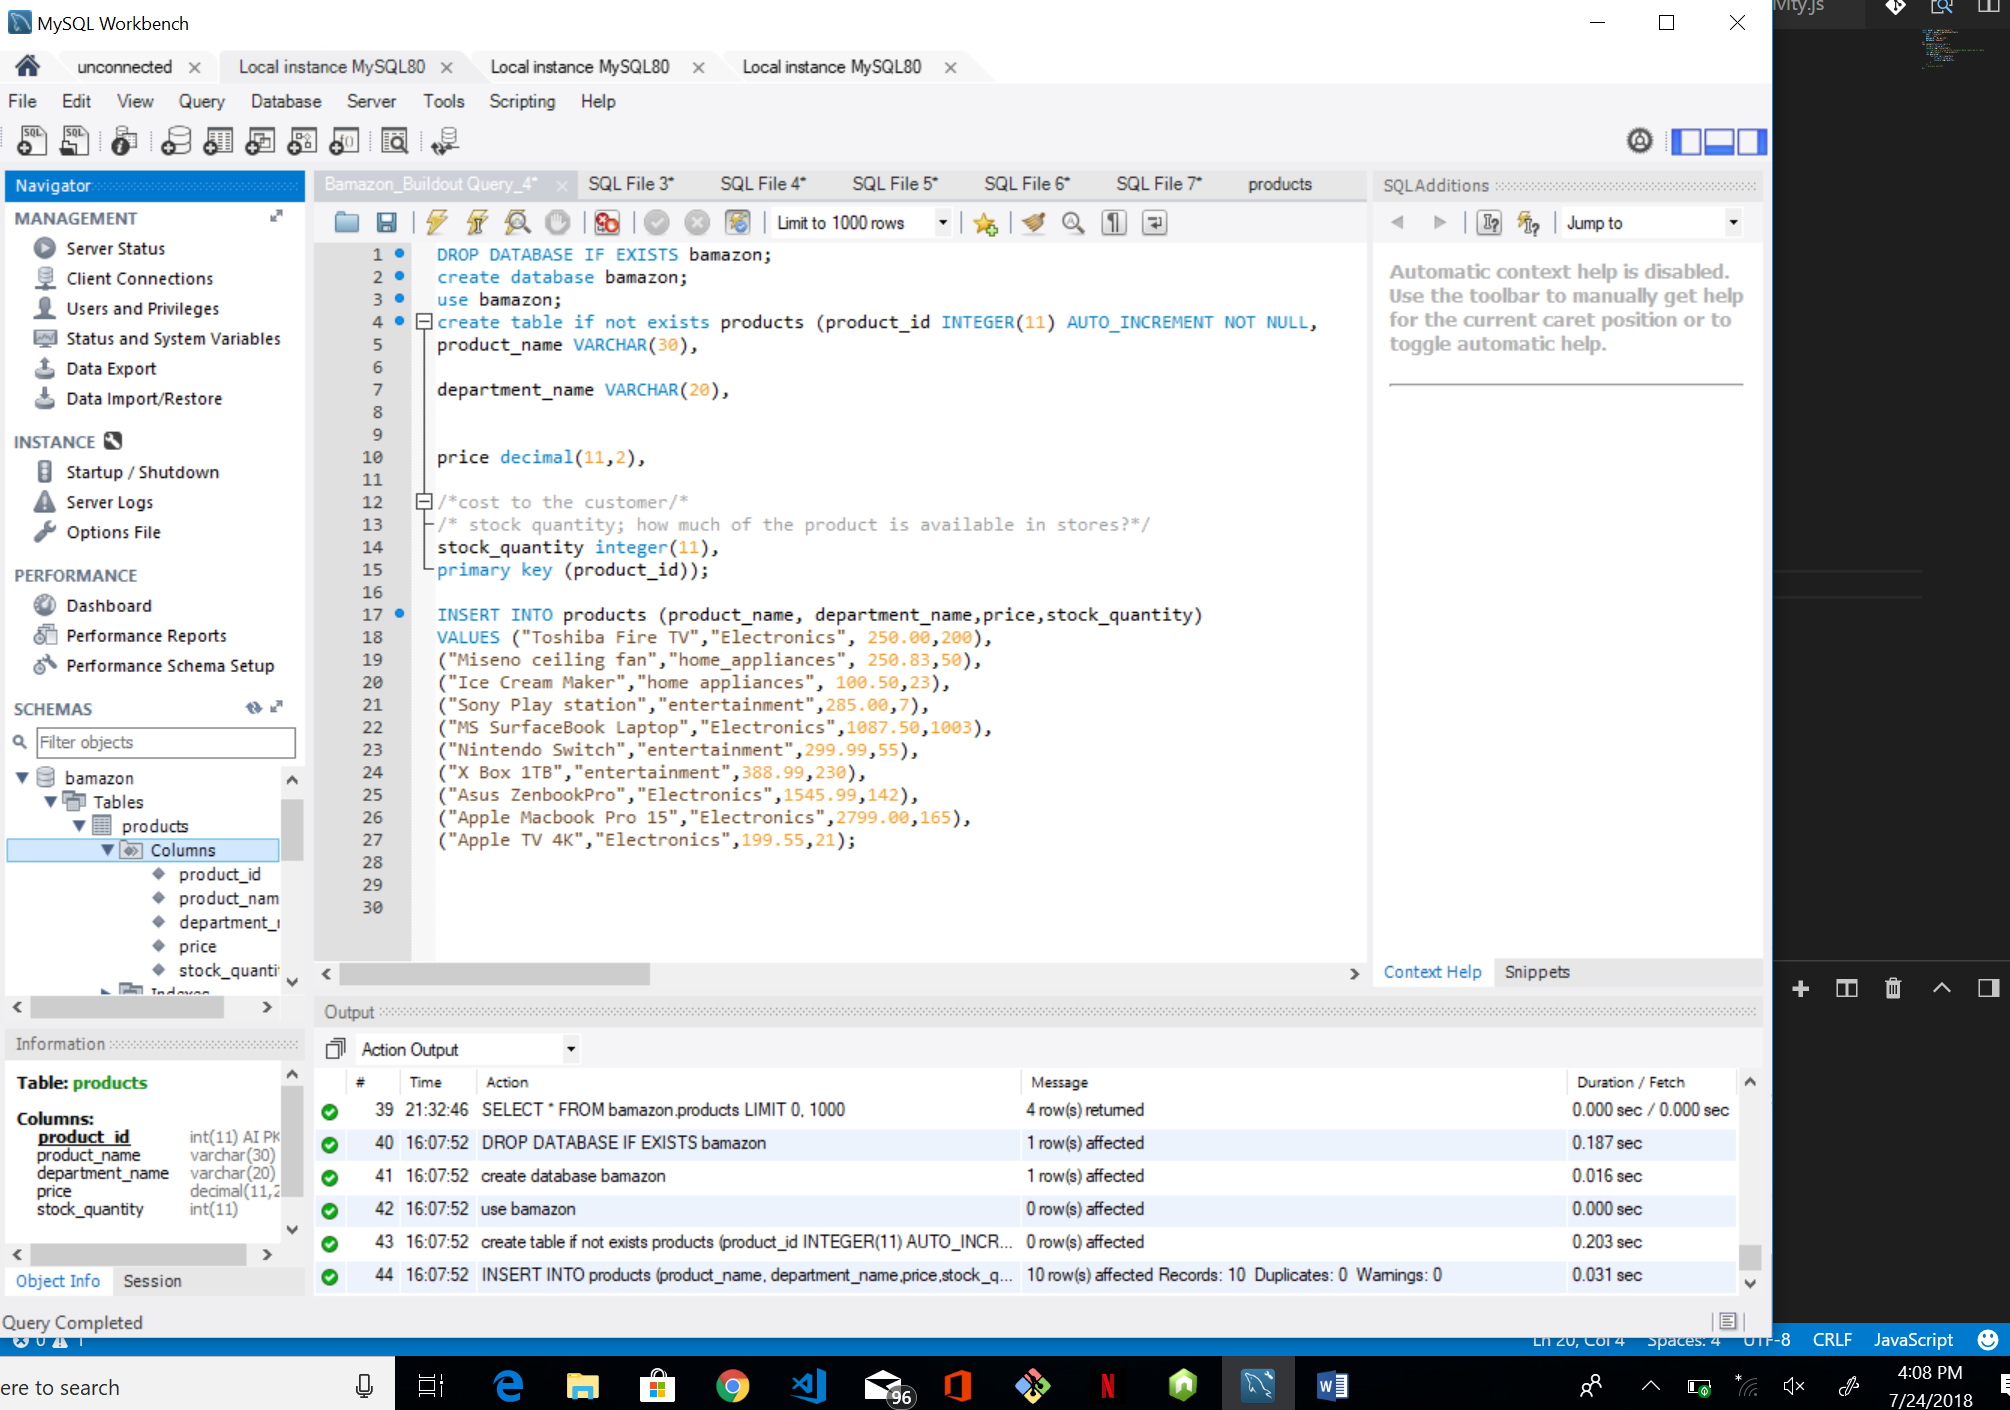 MySQL Workbench
ivity.js
unconnected
Local instance MySQL80
Local instance MySQL80
Local instance MySQL80
File Edit View Query Database Server Tools Scripting Help
Navigator
MANAGEMENT
Server Status
Client Connections
Users and Privileges
Status and System Variables
Data Export
Data Import/Restore
INSTANCE
Startup / Shutdown
Server Logs
Options File
PERFORMANCE
Dashboard
Performance Reports
Performance Schema Setup
SCHEMAS
Filter objects
bamazon
Tables
products
Columns
product_id
product_nam
department_
price
stock_quanti
Indexes
Information
Table: products
Columns:
product_id int(11) AI PK
product_name varchar(30)
department_name varchar(20)
price decimal(11,2
stock_quantity int(11)
Object Info Session
Query Completed
Bamazon_Buildout Query_4* SQL File 3* SQL File 4* SQL File 5* SQL File 6* SQL File 7* products
Limit to 1000 rows
1 DROP DATABASE IF EXISTS bamazon;
2 create database bamazon;
3 use bamazon;
4 create table if not exists products (product_id INTEGER(11) AUTO_INCREMENT NOT NULL,
5 product_name VARCHAR(30),
6
7 department_name VARCHAR(20),
8
9
10 price decimal(11,2),
11
12 /*cost to the customer/*
13 /* stock quantity; how much of the product is available in stores?*/
14 stock_quantity integer(11),
15 primary key (product_id));
16
17 INSERT INTO products (product_name, department_name,price,stock_quantity)
18 VALUES ("Toshiba Fire TV","Electronics", 250.00,200),
19 ("Miseno ceiling fan","home_appliances", 250.83,50),
20 ("Ice Cream Maker","home appliances", 100.50,23),
21 ("Sony Play station","entertainment",285.00,7),
22 ("MS SurfaceBook Laptop","Electronics",1087.50,1003),
23 ("Nintendo Switch","entertainment",299.99,55),
24 ("X Box 1TB","entertainment",388.99,230),
25 ("Asus ZenbookPro","Electronics",1545.99,142),
26 ("Apple Macbook Pro 15","Electronics",2799.00,165),
27 ("Apple TV 4K","Electronics",199.55,21);
28
29
30
SQLAdditions
Jump to
Automatic context help is disabled.
Use the toolbar to manually get help
for the current caret position or to
toggle automatic help.
Context Help Snippets
Output
Action Output
# Time Action Message Duration / Fetch
39 21:32:46 SELECT * FROM bamazon.products LIMIT 0, 1000 4 row(s) returned 0.000 sec / 0.000 sec
40 16:07:52 DROP DATABASE IF EXISTS bamazon 1 row(s) affected 0.187 sec
41 16:07:52 create database bamazon 1 row(s) affected 0.016 sec
42 16:07:52 use bamazon 0 row(s) affected 0.000 sec
43 16:07:52 create table if not exists products (product_id INTEGER(11) AUTO_INCR... 0 row(s) affected 0.203 sec
44 16:07:52 INSERT INTO products (product_name, department_name,price,stock_q... 10 row(s) affected Records: 10 Duplicates: 0 Warnings: 0 0.031 sec
0 1 Ln 20, Col 4 Spaces: 4 UTF-8 CRLF JavaScript
ere to search
96
4:08 PM
7/24/2018